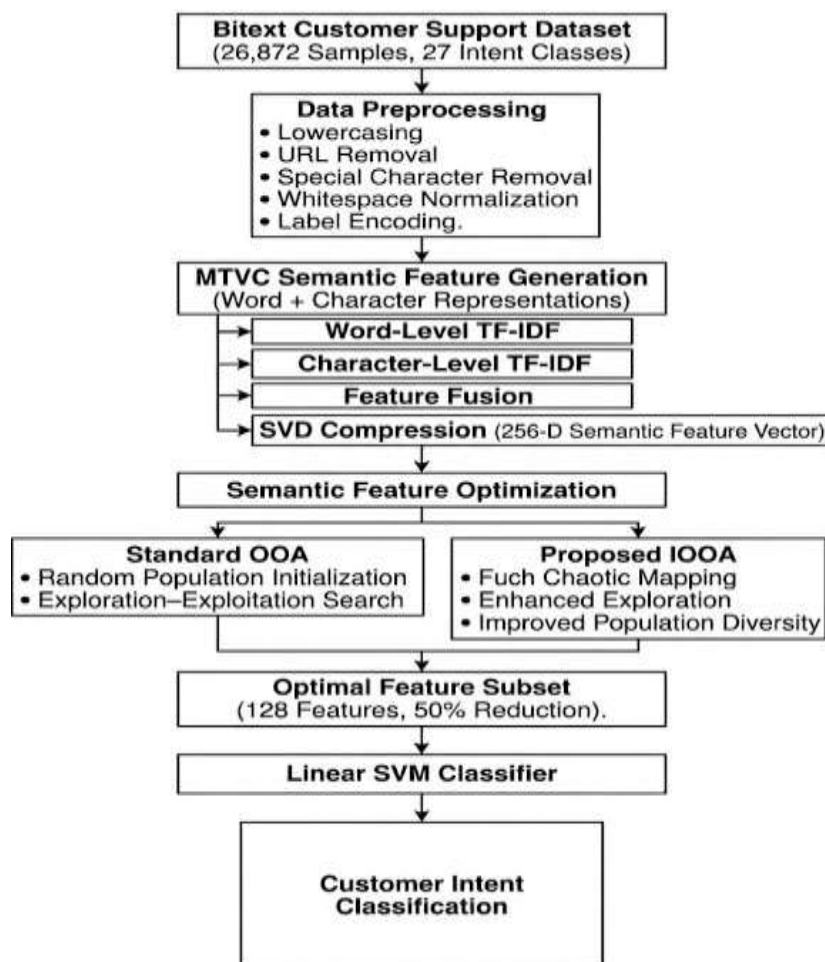 Bitext Customer Support Dataset
(26,872 Samples, 27 Intent Classes)
Data Preprocessing
• Lowercasing
• URL Removal
• Special Character Removal
• Whitespace Normalization
• Label Encoding.
MTVC Semantic Feature Generation
(Word + Character Representations)
Word-Level TF-IDF
Character-Level TF-IDF
Feature Fusion
SVD Compression (256-D Semantic Feature Vector)
Semantic Feature Optimization
Standard OOA
• Random Population Initialization
• Exploration–Exploitation Search
Proposed IOOA
• Fuch Chaotic Mapping
• Enhanced Exploration
• Improved Population Diversity
Optimal Feature Subset
(128 Features, 50% Reduction).
Linear SVM Classifier
Customer Intent
Classification